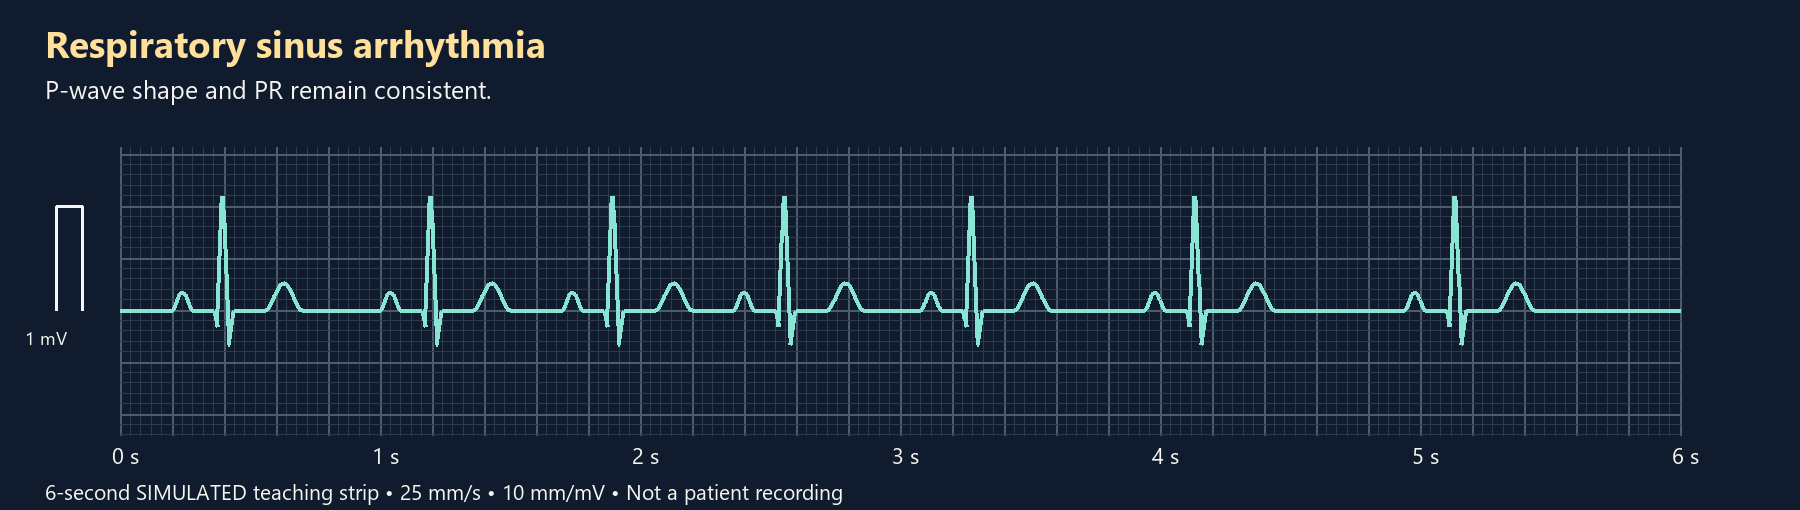 Respiratory sinus arrhythmia
P-wave shape and PR remain consistent.
1 mV
0 s 1 s 2 s 3 s 4 s 5 s 6 s
6-second SIMULATED teaching strip • 25 mm/s • 10 mm/mV • Not a patient recording